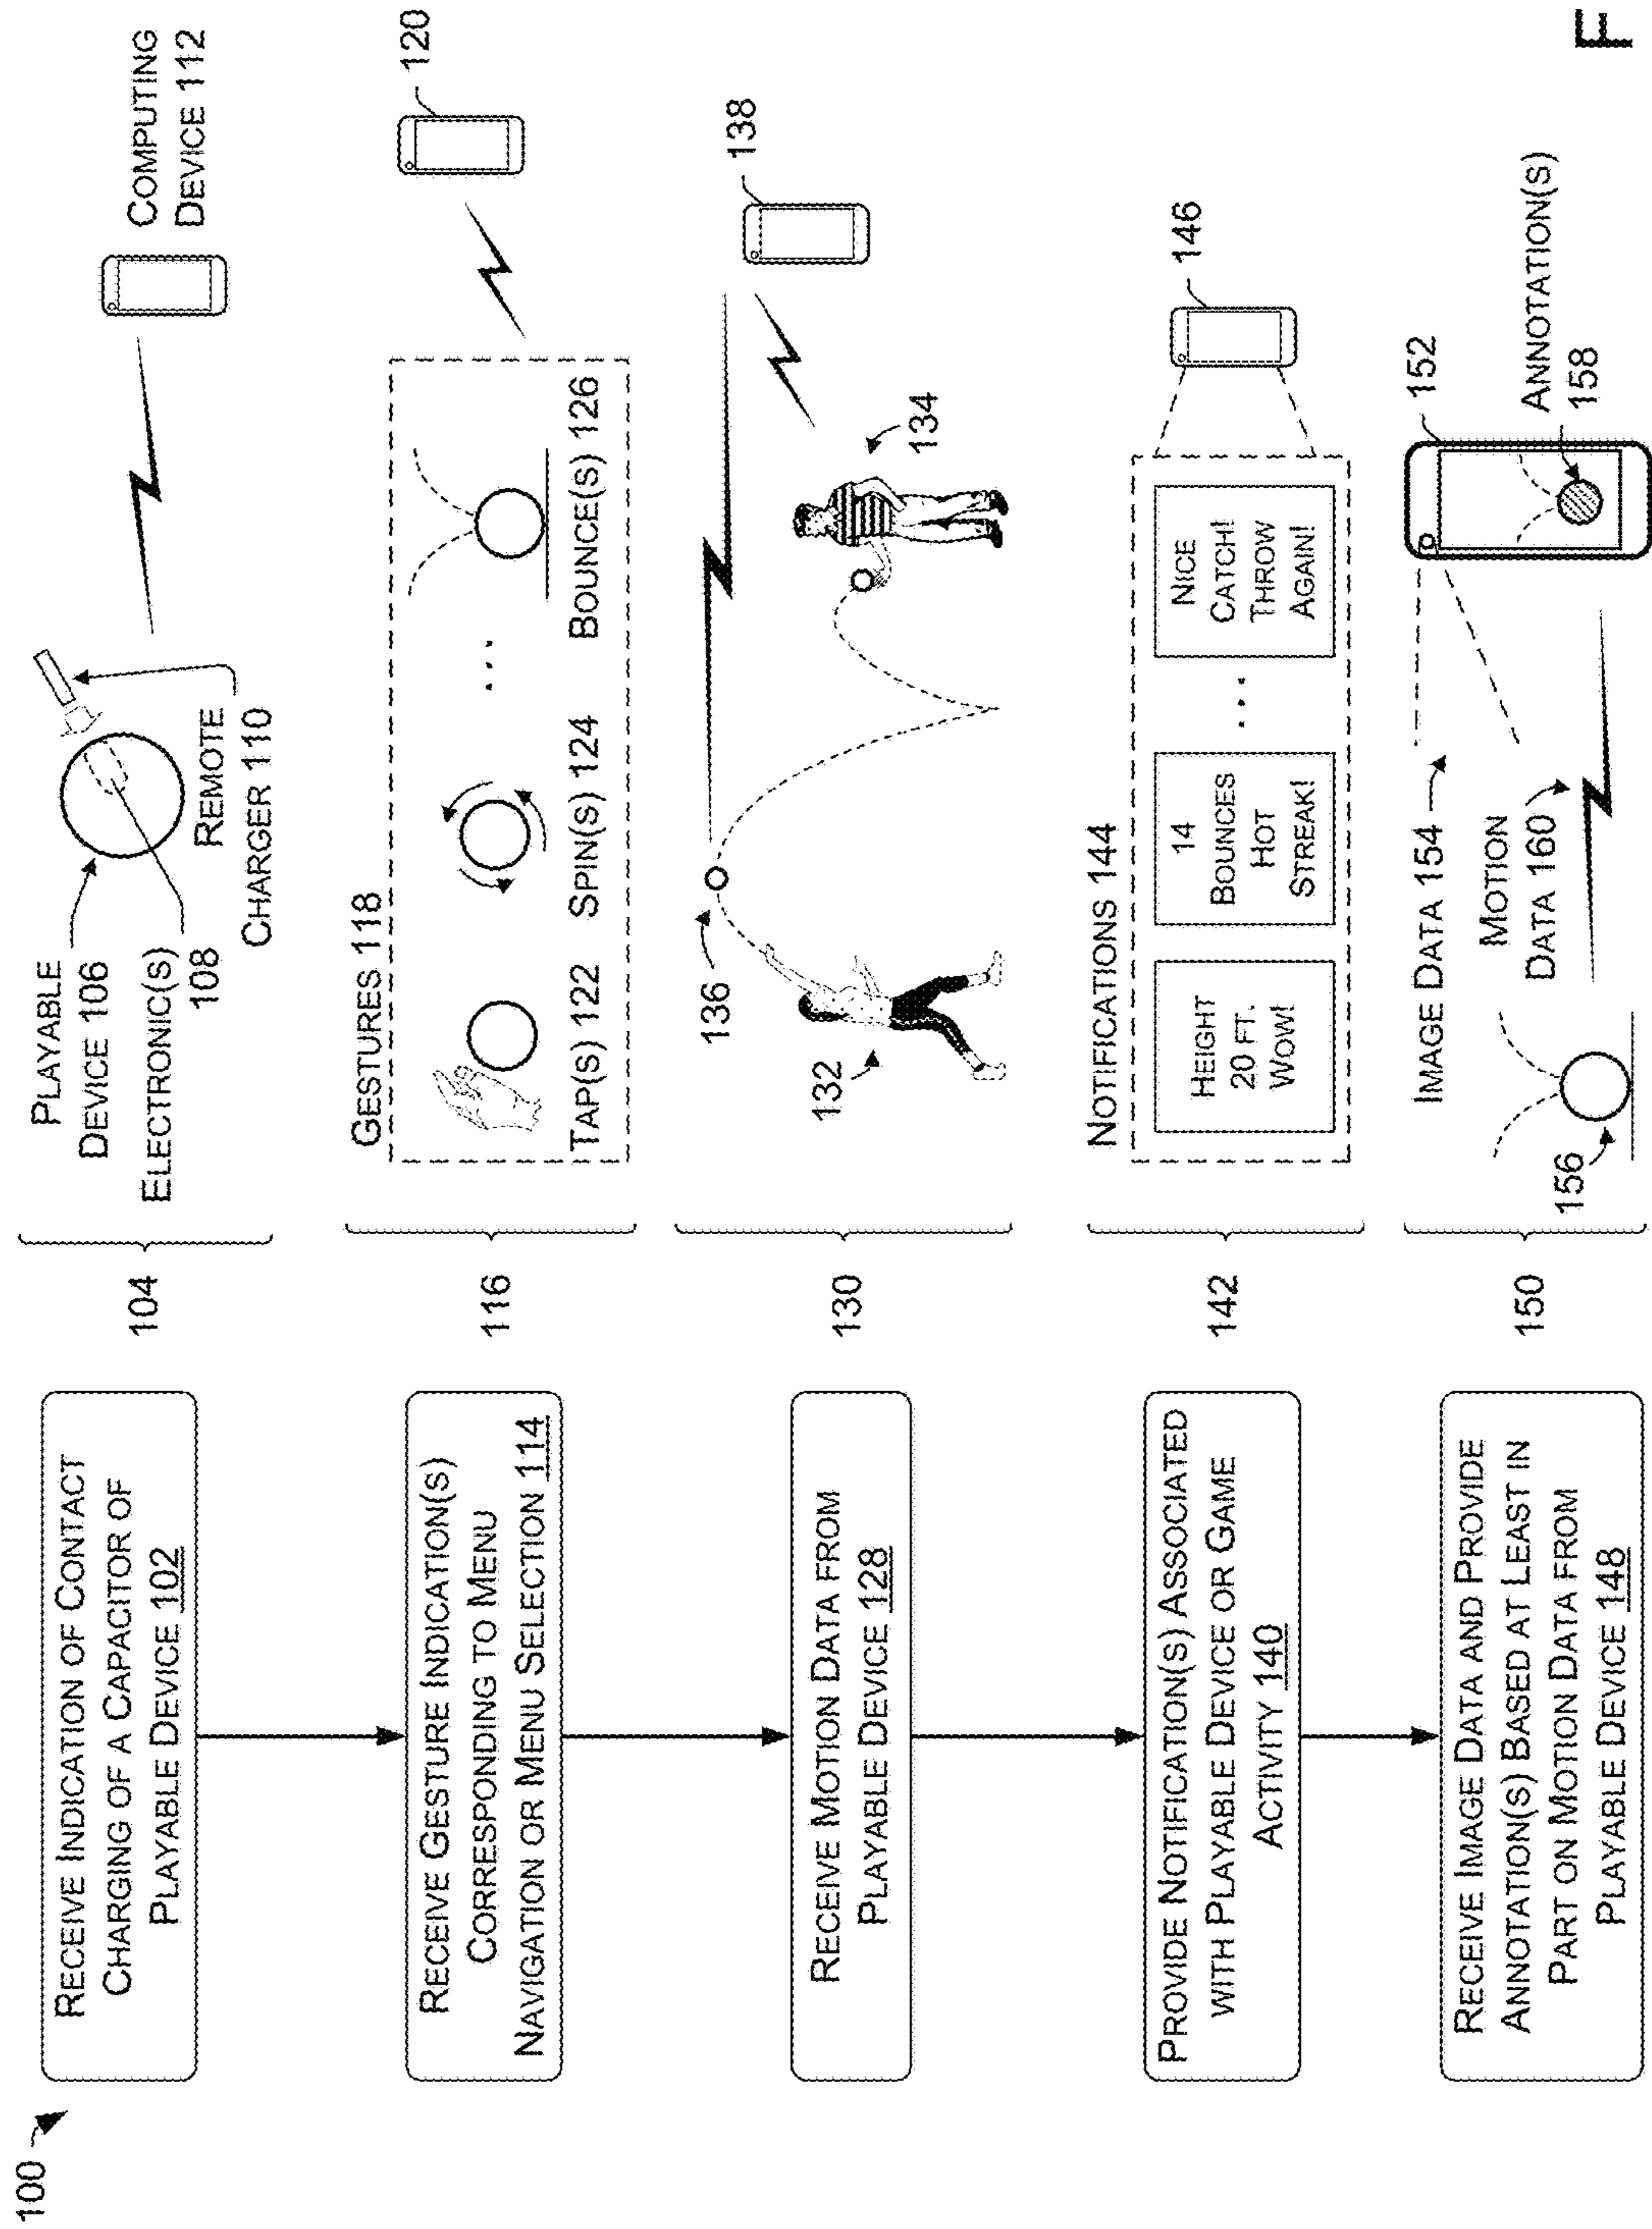 100
RECEIVE INDICATION OF CONTACT
CHARGING OF A CAPACITOR OF
PLAYABLE DEVICE 102
104
PLAYABLE
DEVICE 106
ELECTRONIC(S)
108
REMOTE
CHARGER 110
COMPUTING
DEVICE 112
RECEIVE GESTURE INDICATION(S)
CORRESPONDING TO MENU
NAVIGATION OR MENU SELECTION 114
116
GESTURES 118
TAP(S) 122
SPIN(S) 124
...
BOUNCE(S) 126
120
RECEIVE MOTION DATA FROM
PLAYABLE DEVICE 128
130
132
136
134
138
PROVIDE NOTIFICATION(S) ASSOCIATED
WITH PLAYABLE DEVICE OR GAME
ACTIVITY 140
142
NOTIFICATIONS 144
HEIGHT
20 FT.
WOW!
14
BOUNCES
HOT
STREAK!
...
NICE
CATCH!
THROW
AGAIN!
146
RECEIVE IMAGE DATA AND PROVIDE
ANNOTATION(S) BASED AT LEAST IN
PART ON MOTION DATA FROM
PLAYABLE DEVICE 148
150
IMAGE DATA 154
156
MOTION
DATA 160
152
ANNOTATION(S)
158
F